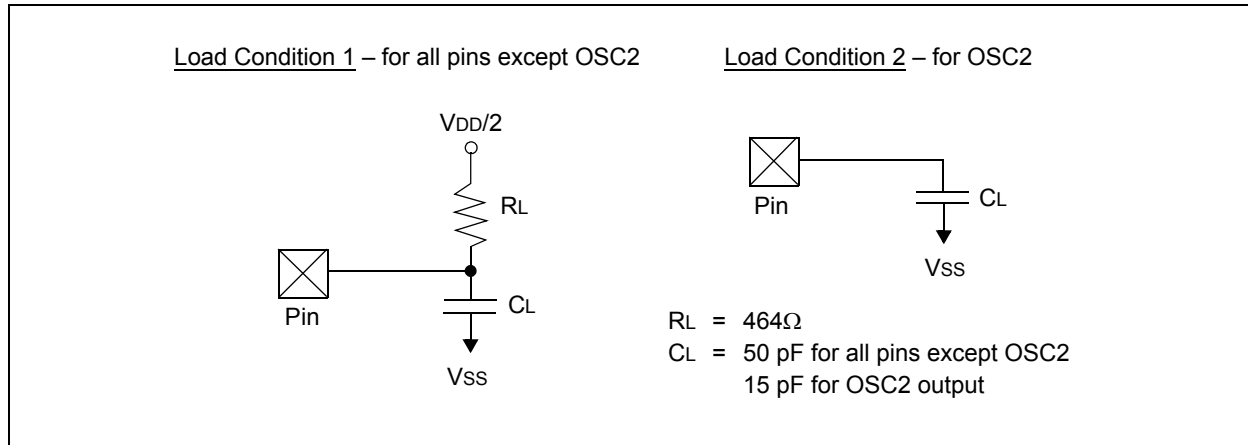 Load Condition 1 – for all pins except OSC2
VDD/2
RL
Pin
CL
VSS
Load Condition 2 – for OSC2
Pin
CL
VSS
RL = 464Ω
CL = 50 pF for all pins except OSC2
15 pF for OSC2 output